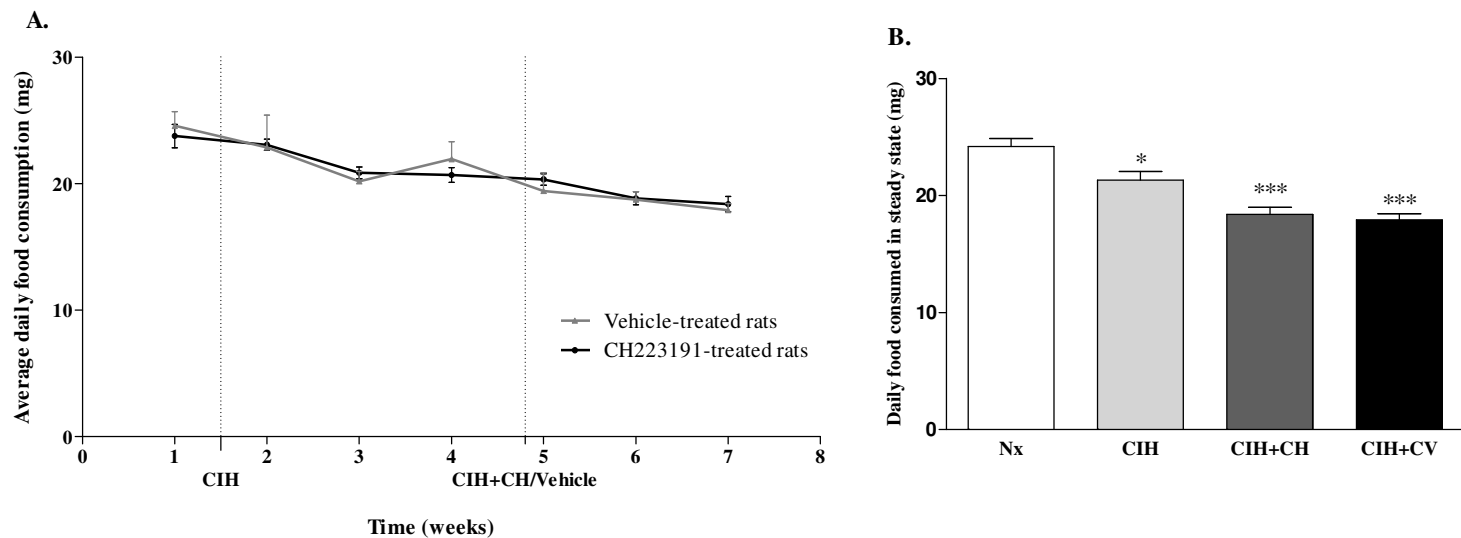 A.
Average daily food consumption (mg)
30
20
10
0
0 1 2 3 4 5 6 7 8
CIH CIH+CH/Vehicle
Time (weeks)
Vehicle-treated rats
CH223191-treated rats
B.
Daily food consumed in steady state (mg)
30
20
10
0
* *** ***
Nx CIH CIH+CH CIH+CV